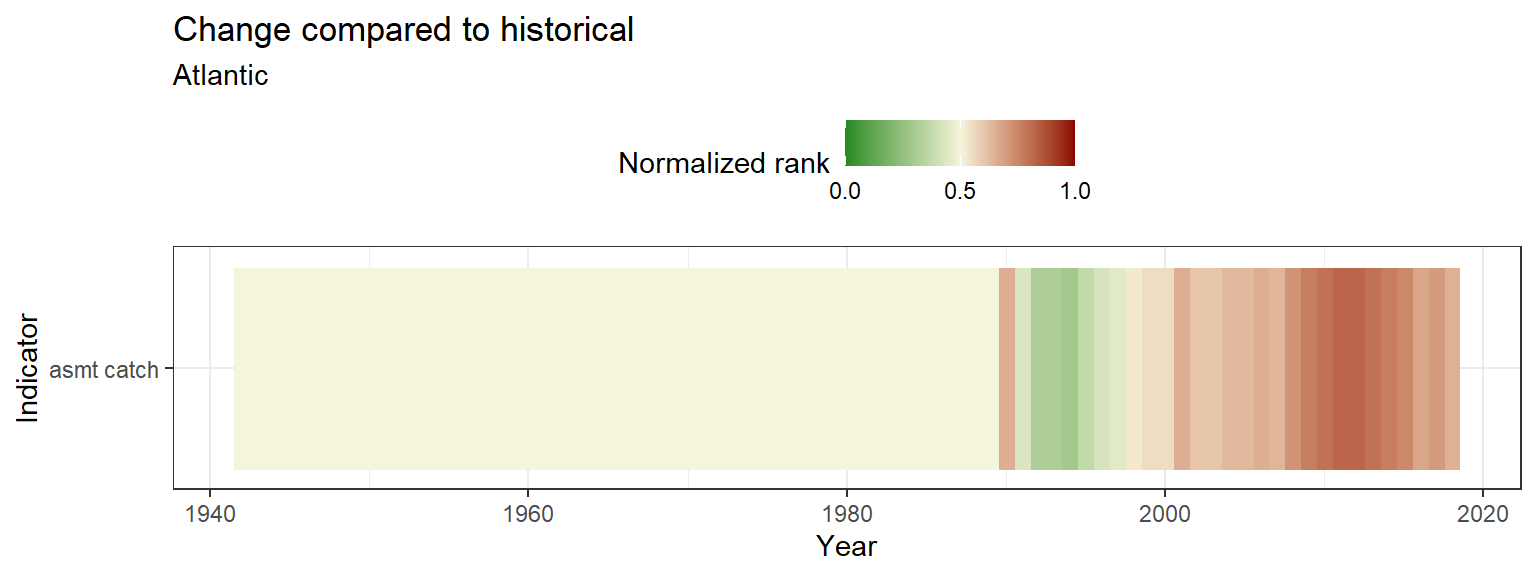 Change compared to historical
Atlantic
Normalized rank
0.0 0.5 1.0
Indicator
asmt catch
1940 1960 1980 2000 2020
Year